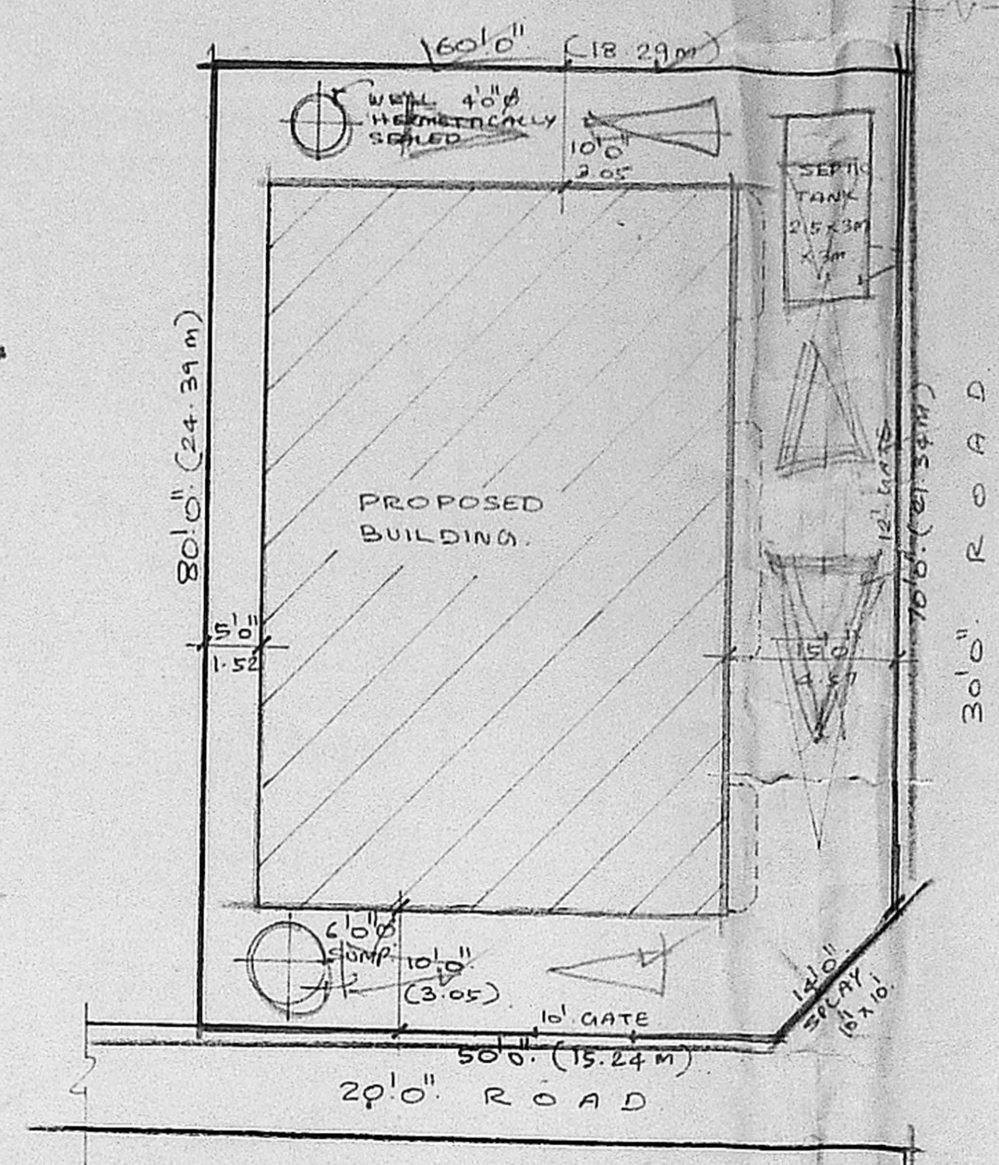 60'0" (18.29m)
WELL 4'0"Ø
HERMETICALLY
SEALED
10'0"
3.05
SEPTIC
TANK
2.5x3m
x3m
80'0" (24.39m)
PROPOSED
BUILDING.
12' GATE
70'0" (21.34m)
30'0" ROAD
5'0"
1.52
15'0"
4.57
6'0"Ø
SUMP
10'0"
(3.05)
14'0"
SPLAY
10' x 10'
10' GATE
50'0" (15.24m)
20'0" ROAD